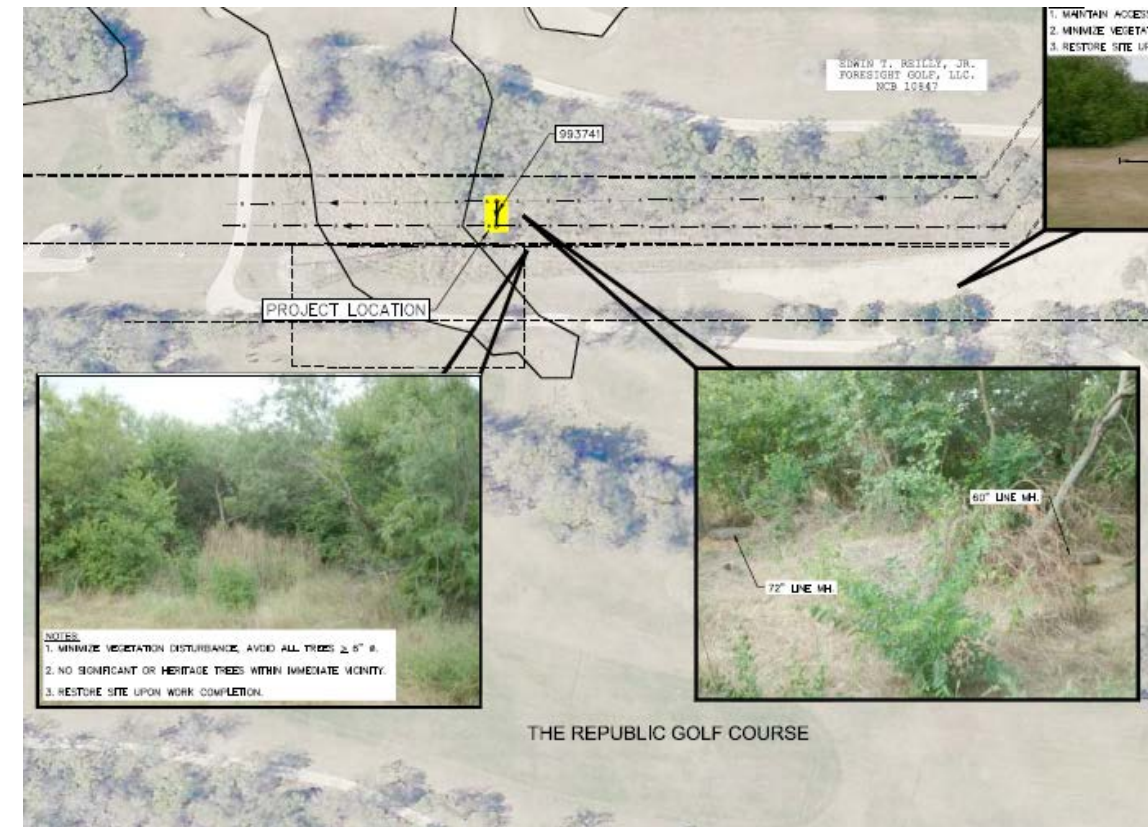 1. MAINTAIN ACCESS
2. MINIMIZE VEGETAT
3. RESTORE SITE UP
EDWIN T. REILLY, JR.
FORESIGHT GOLF, LLC.
NCB 10847
993741
PROJECT LOCATION
60" LINE MH.
72" LINE MH.
NOTES:
1. MINIMIZE VEGETATION DISTURBANCE, AVOID ALL TREES ≥ 6" Ø.
2. NO SIGNIFICANT OR HERITAGE TREES WITHIN IMMEDIATE VICINITY.
3. RESTORE SITE UPON WORK COMPLETION.
THE REPUBLIC GOLF COURSE